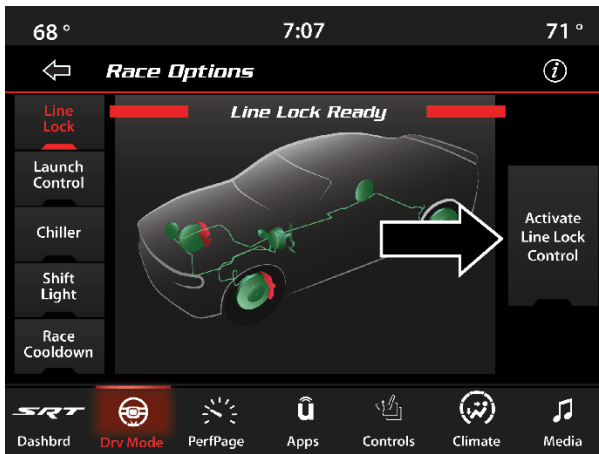 68 °
7:07
71 °
Race Options
i
Line
Lock
Launch
Control
Chiller
Shift
Light
Race
Cooldown
Line Lock Ready
Activate
Line Lock
Control
SRT
Dashbrd
Drv Mode
PerfPage
û
Apps
Controls
Climate
Media